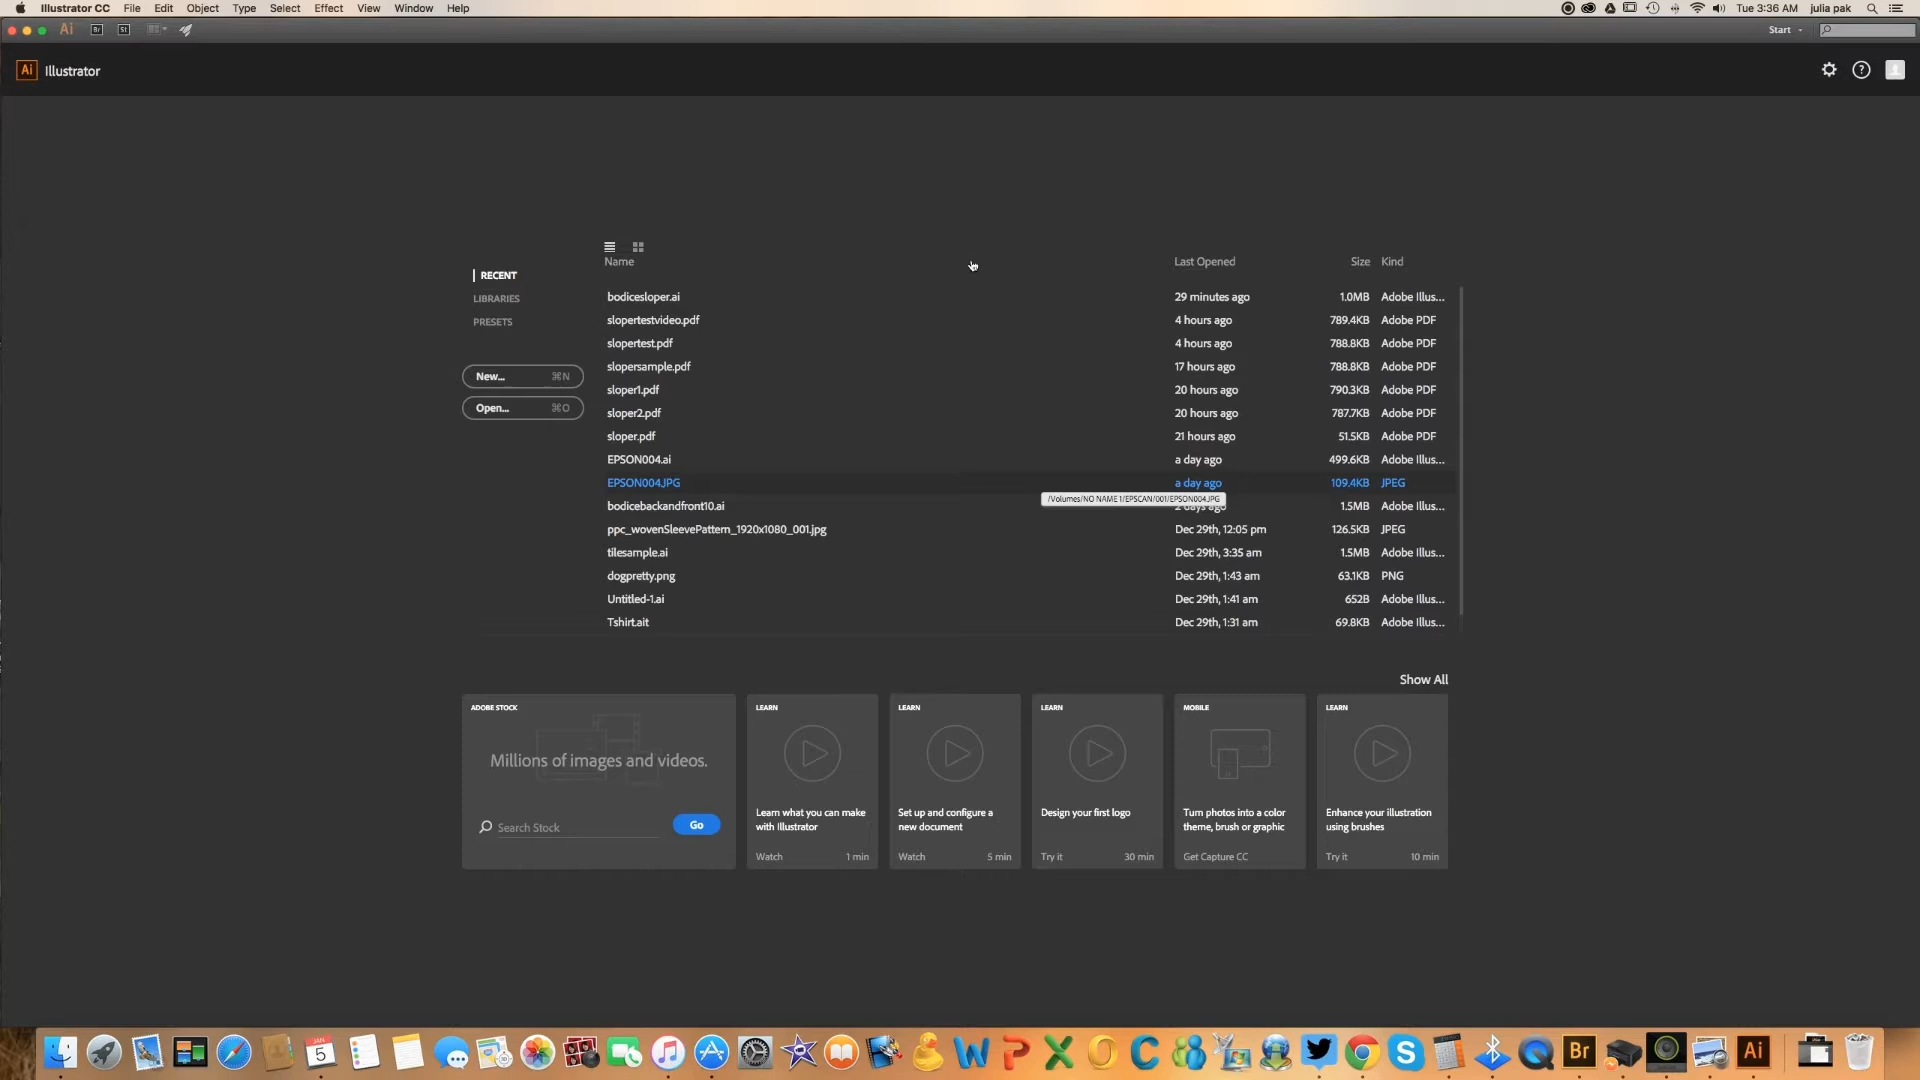 Illustrator CC File Edit Object Type Select Effect View Window Help Tue 3:36 AM julia pak
Ai Br St Start
Ai Illustrator
Name Last Opened Size Kind
RECENT
LIBRARIES
PRESETS
New... ⌘N
Open... ⌘O
bodicesloper.ai 29 minutes ago 1.0MB Adobe Illus...
slopertestvideo.pdf 4 hours ago 789.4KB Adobe PDF
slopertest.pdf 4 hours ago 788.8KB Adobe PDF
slopersample.pdf 17 hours ago 788.8KB Adobe PDF
sloper1.pdf 20 hours ago 790.3KB Adobe PDF
sloper2.pdf 20 hours ago 787.7KB Adobe PDF
sloper.pdf 21 hours ago 51.5KB Adobe PDF
EPSON004.ai a day ago 499.6KB Adobe Illus...
EPSON004.JPG a day ago 109.4KB JPEG
/Volumes/NO NAME 1/EPSCAN/001/EPSON004.JPG
bodicebackandfront10.ai 2 days ago 1.5MB Adobe Illus...
ppc_wovenSleevePattern_1920x1080_001.jpg Dec 29th, 12:05 pm 126.5KB JPEG
tilesample.ai Dec 29th, 3:35 am 1.5MB Adobe Illus...
dogpretty.png Dec 29th, 1:43 am 63.1KB PNG
Untitled-1.ai Dec 29th, 1:41 am 652B Adobe Illus...
Tshirt.ait Dec 29th, 1:31 am 69.8KB Adobe Illus...
Show All
ADOBE STOCK
Millions of images and videos.
Search Stock Go
LEARN
Learn what you can make
with Illustrator
Watch 1 min
LEARN
Set up and configure a
new document
Watch 5 min
LEARN
Design your first logo
Try it 30 min
MOBILE
Turn photos into a color
theme, brush or graphic
Get Capture CC
LEARN
Enhance your illustration
using brushes
Try it 10 min
JAN
5
Br
Ai